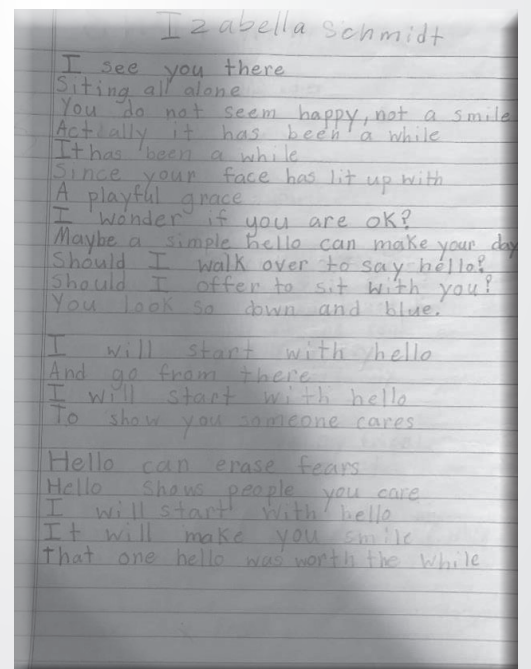 Izabella Schmidt
I see you there
Siting all alone
You do not seem happy, not a smile
Actually it has been a while
It has been a while
Since your face has lit up with
A playful grace
I wonder if you are OK?
Maybe a simple hello can make your day
Should I walk over to say hello?
Should I offer to sit with you?
You look so down and blue.
I will start with hello
And go from there
I will start with hello
To show you someone cares
Hello can erase fears
Hello shows people you care
I will start with hello
It will make you smile
that one hello was worth the while